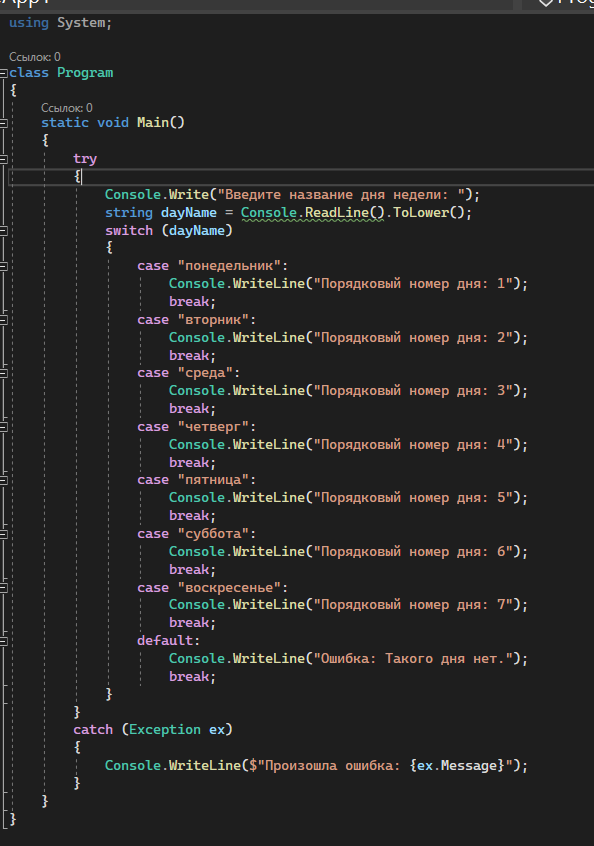 using System;
Ссылок: 0
class Program
{
Ссылок: 0
static void Main()
{
try
{
Console.Write("Введите название дня недели: ");
string dayName = Console.ReadLine().ToLower();
switch (dayName)
{
case "понедельник":
Console.WriteLine("Порядковый номер дня: 1");
break;
case "вторник":
Console.WriteLine("Порядковый номер дня: 2");
break;
case "среда":
Console.WriteLine("Порядковый номер дня: 3");
break;
case "четверг":
Console.WriteLine("Порядковый номер дня: 4");
break;
case "пятница":
Console.WriteLine("Порядковый номер дня: 5");
break;
case "суббота":
Console.WriteLine("Порядковый номер дня: 6");
break;
case "воскресенье":
Console.WriteLine("Порядковый номер дня: 7");
break;
default:
Console.WriteLine("Ошибка: Такого дня нет.");
break;
}
}
catch (Exception ex)
{
Console.WriteLine($"Произошла ошибка: {ex.Message}");
}
}
}